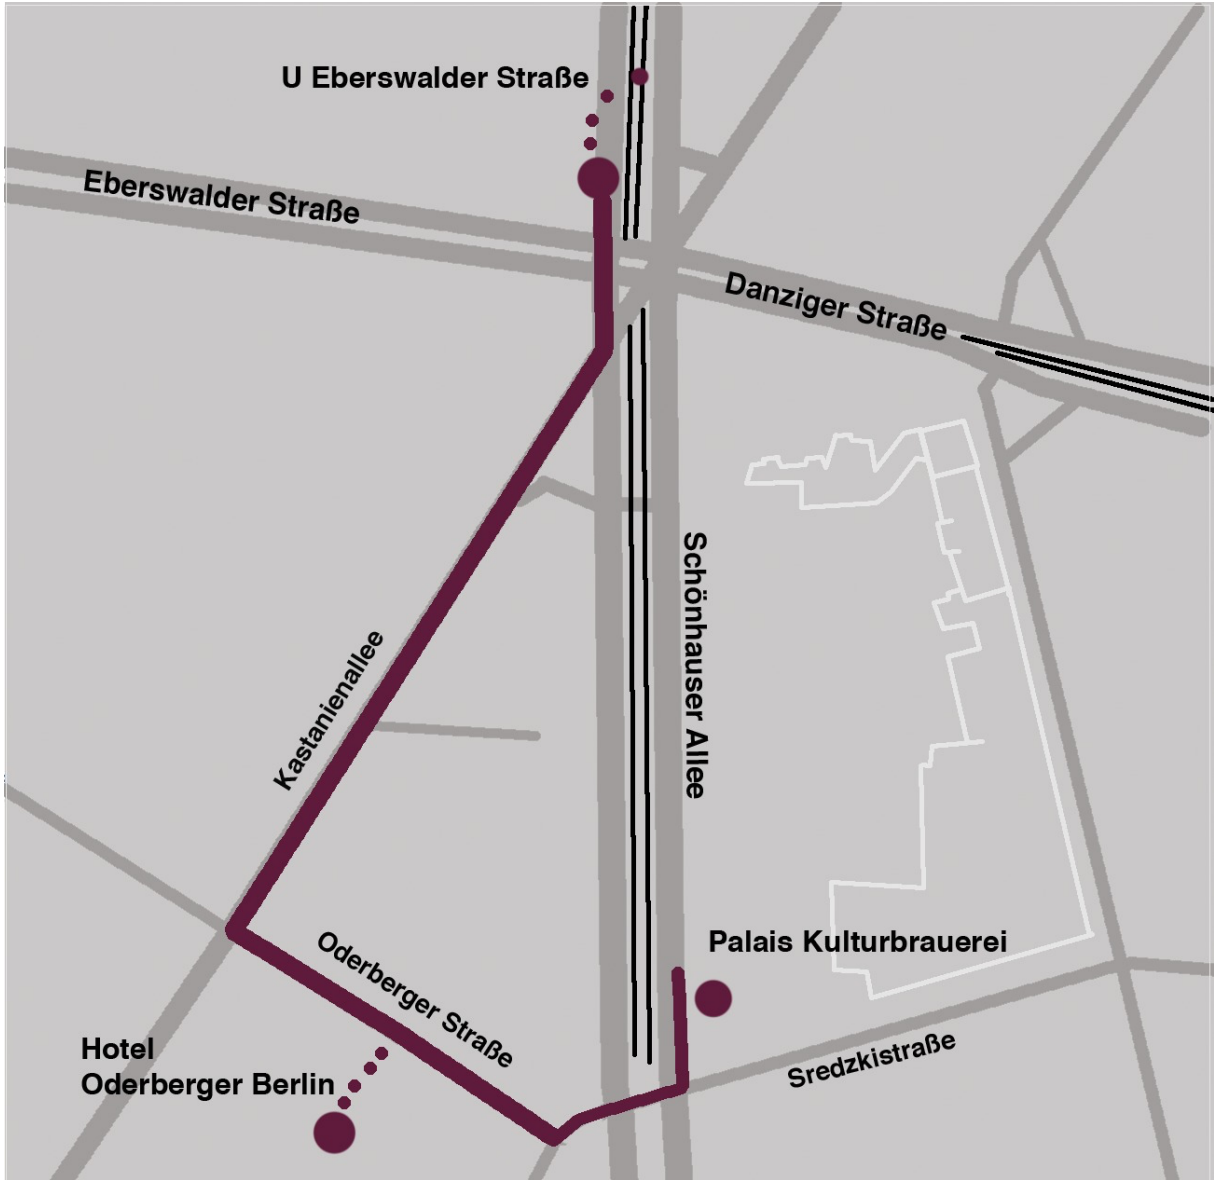 U Eberswalder Straße
Eberswalder Straße
Danziger Straße
Schönhauser Allee
Kastanienallee
Oderberger Straße
Palais Kulturbrauerei
Hotel
Oderberger Berlin
Sredzkistraße